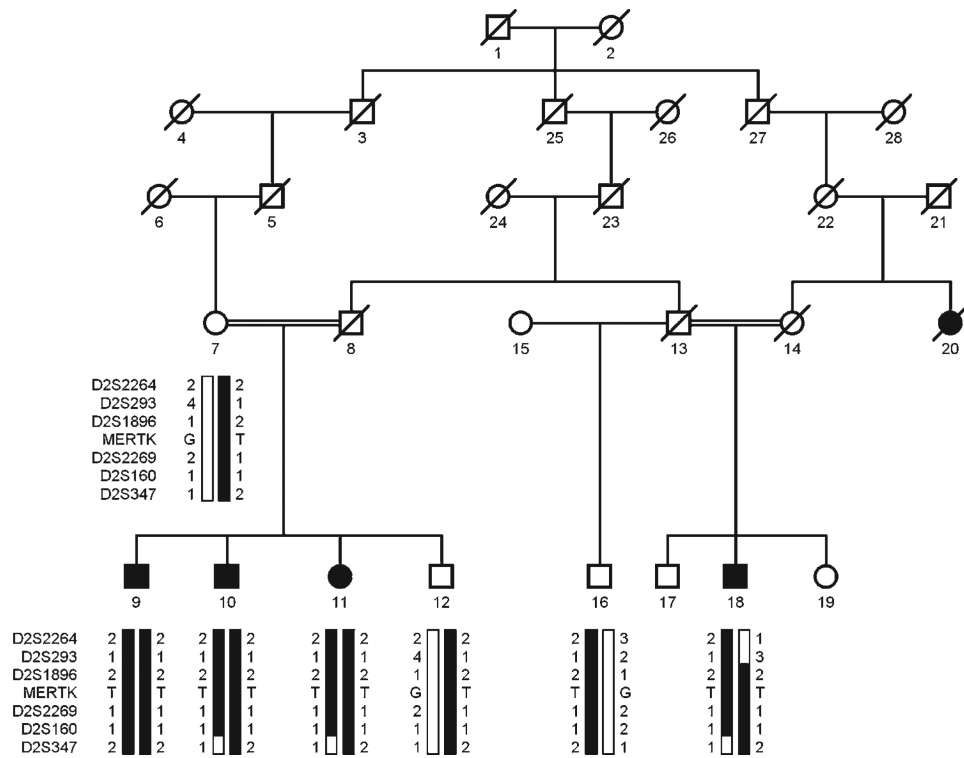 1 2
4 3 25 26 27 28
6 5 24 23 22 21
7 8 15 13 14 20
D2S2264 2 2
D2S293 4 1
D2S1896 1 2
MERTK G T
D2S2269 2 1
D2S160 1 1
D2S347 1 2
9 10 11 12 16 17 18 19
D2S2264 2 2 2 2 2 2 2 2 2 3 2 1
D2S293 1 1 1 1 1 1 4 1 1 2 1 3
D2S1896 2 2 2 2 2 2 1 2 2 1 2 2
MERTK T T T T T T G T T G T T
D2S2269 1 1 1 1 1 1 2 1 1 2 1 1
D2S160 1 1 1 1 1 1 1 1 1 2 1 1
D2S347 2 2 1 2 1 2 1 2 2 1 1 2